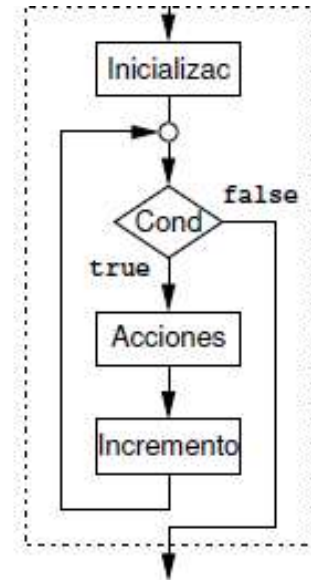 Inicializac
false
Cond
true
Acciones
Incremento